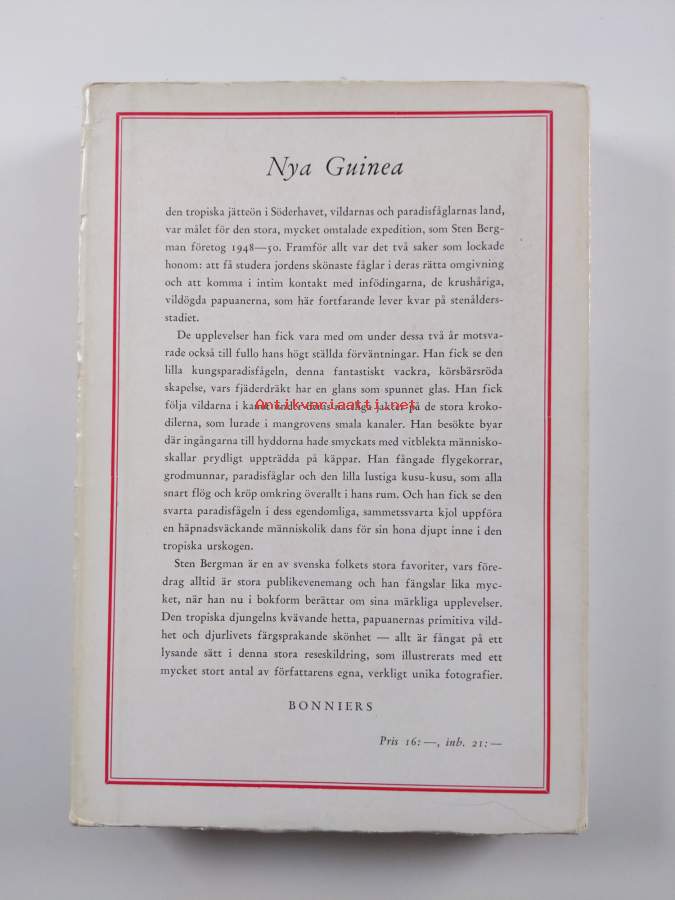 Nya Guinea
den tropiska jätteön i Söderhavet, vildarnas och paradisfåglarnas land,
var målet för den stora, mycket omtalade expedition, som Sten Berg-
man företog 1948—50. Framför allt var det två saker som lockade
honom: att få studera jordens skönaste fåglar i deras rätta omgivning
och att komma i intim kontakt med infödingarna, de krushåriga,
vildögda papuanerna, som här fortfarande lever kvar på stenålders-
stadiet.
De upplevelser han fick vara med om under dessa två år motsva-
rade också till fullo hans högt ställda förväntningar. Han fick se den
lilla kungsparadisfågeln, denna fantastiskt vackra, körsbärsröda
skapelse, vars fjäderdräkt har en glans som spunnet glas. Han fick
följa vildarna i kanot under deras jakter på de stora kroko-
Antikvariaatti.net
dilerna, som lurade i mangrovens smala kanaler. Han besökte byar
där ingångarna till hyddorna hade smyckats med vitblekta människo-
skallar prydligt uppträdda på käppar. Han fångade flygekorrar,
grodmunnar, paradisfåglar och den lilla lustiga kusu-kusu, som alla
snart flög och kröp omkring överallt i hans rum. Och han fick se den
svarta paradisfågeln i dess egendomliga, sammetssvarta kjol uppföra
en häpnadsväckande människolik dans för sin hona djupt inne i den
tropiska urskogen.
Sten Bergman är en av svenska folkets stora favoriter, vars före-
drag alltid är stora publikevenemang och han fängslar lika myc-
ket, när han nu i bokform berättar om sina märkliga upplevelser.
Den tropiska djungelns kvävande hetta, papuanernas primitiva vild-
het och djurlivets färgsprakande skönhet — allt är fångat på ett
lysande sätt i denna stora reseskildring, som illustrerats med ett
mycket stort antal av författarens egna, verkligt unika fotografier.
BONNIERS
Pris 16:—, inb. 21:—